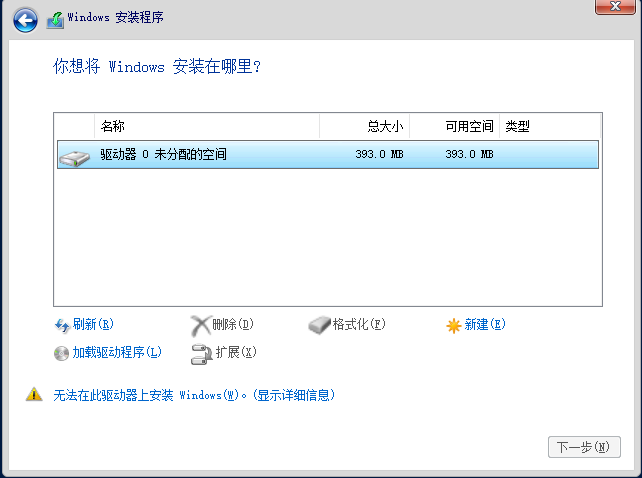 Windows 安装程序
你想将 Windows 安装在哪里?
名称 总大小 可用空间 类型
驱动器 0 未分配的空间 393.0 MB 393.0 MB
刷新(R) 删除(D) 格式化(F) 新建(E)
加载驱动程序(L) 扩展(X)
无法在此驱动器上安装 Windows(W)。(显示详细信息)
下一步(N)